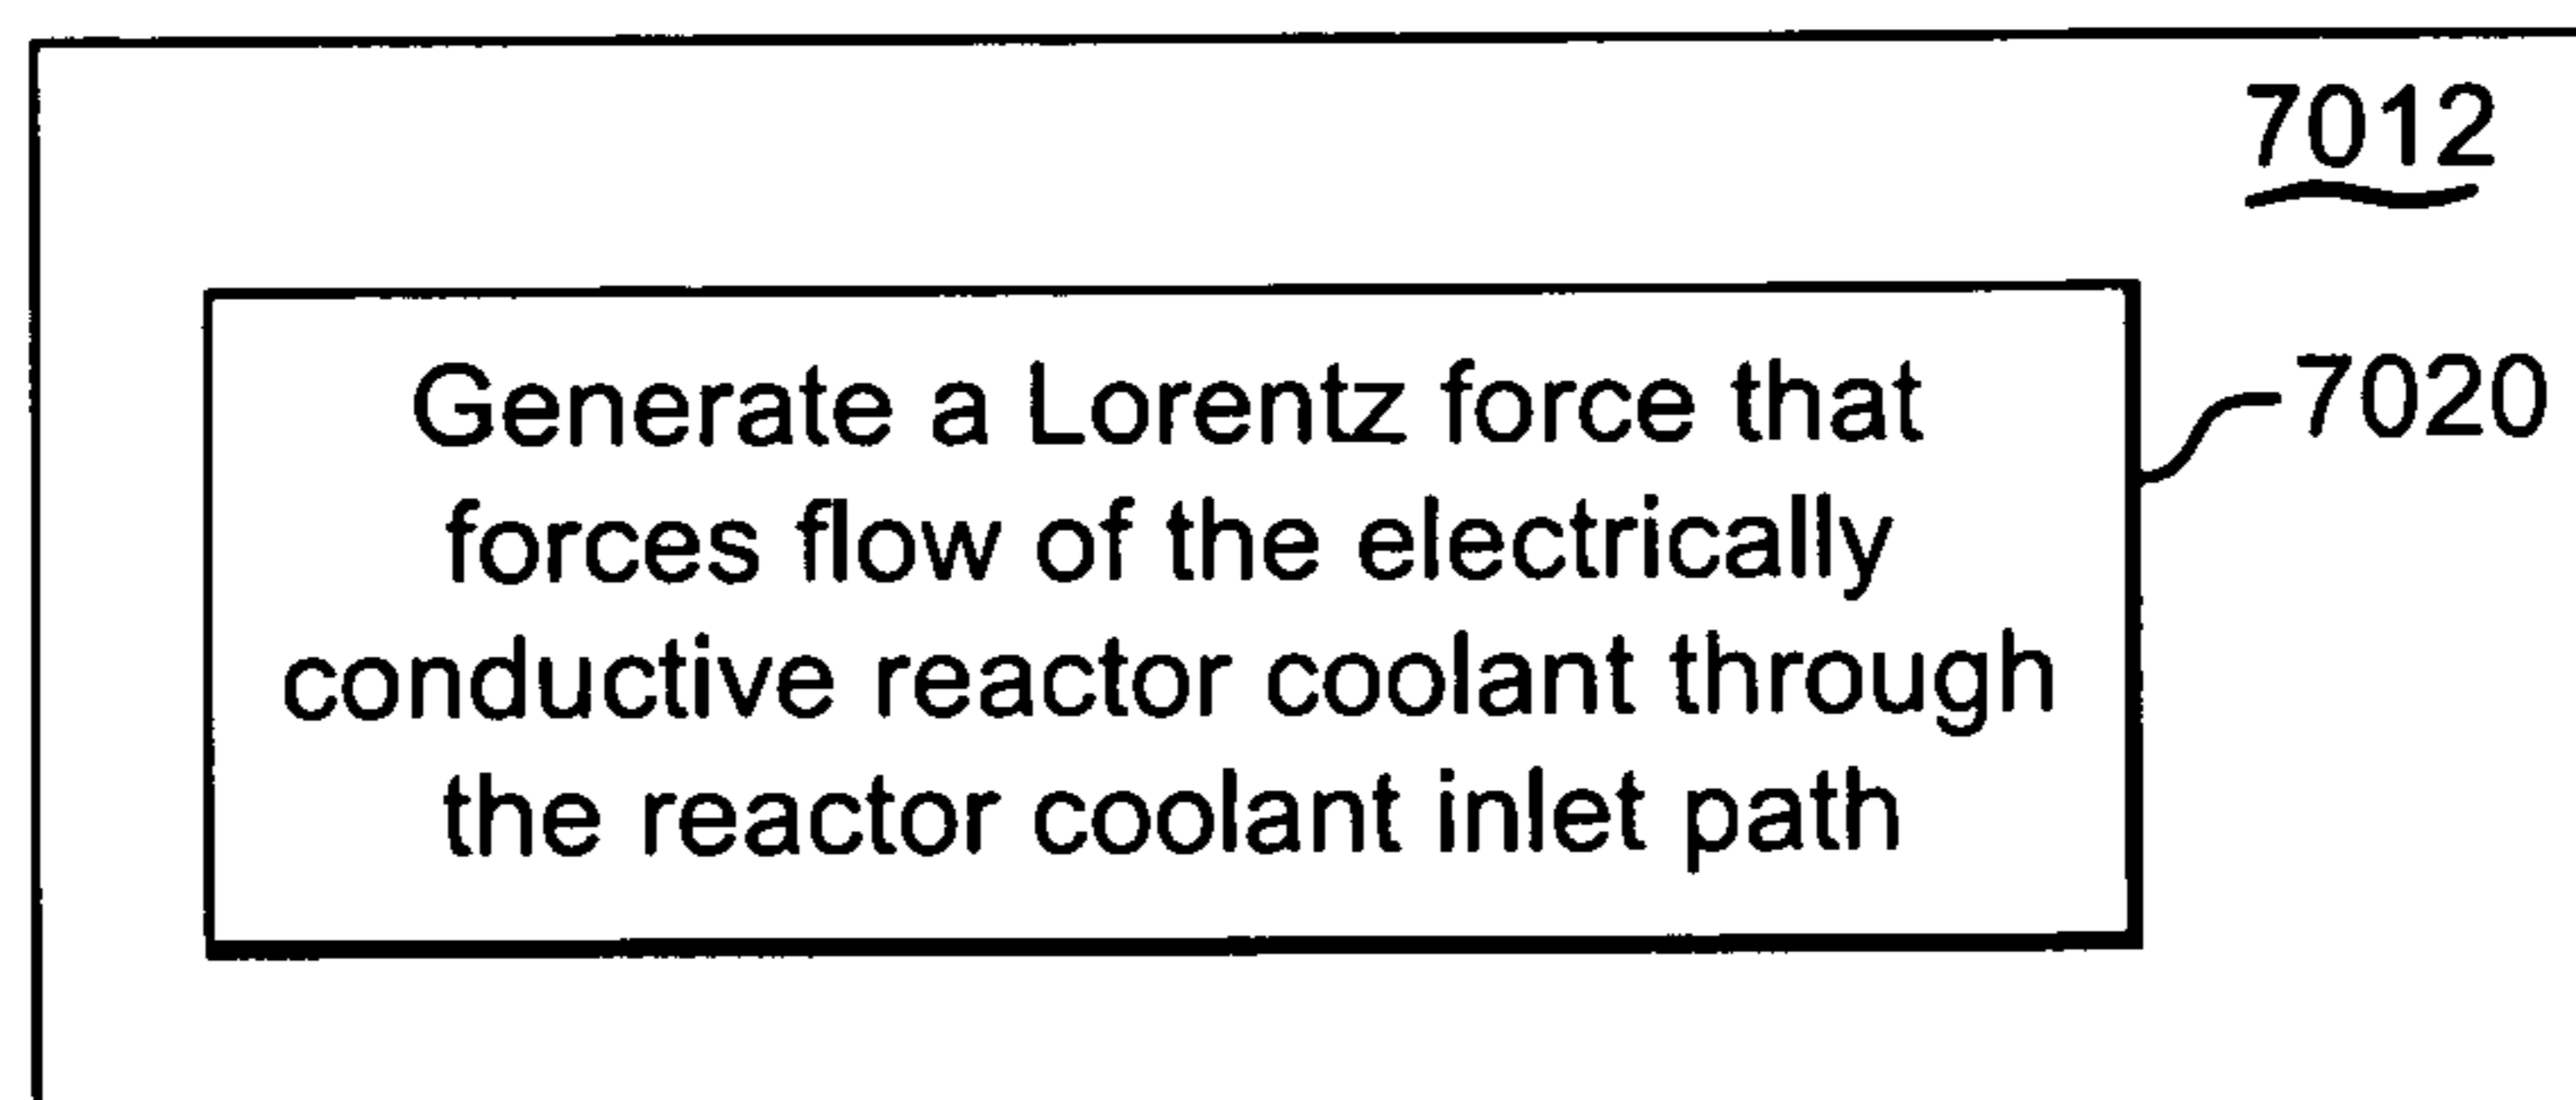 7012
Generate a Lorentz force that
forces flow of the electrically
conductive reactor coolant through
the reactor coolant inlet path
7020